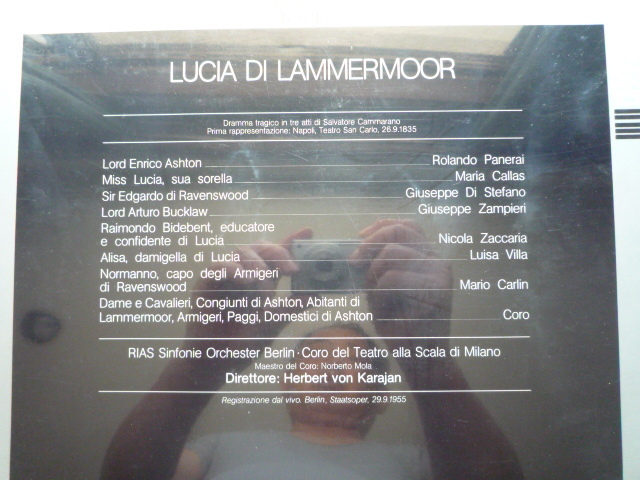 LUCIA DI LAMMERMOOR
Dramma tragico in tre atti di Salvatore Cammarano
Prima rappresentazione: Napoli, Teatro San Carlo, 26.9.1835
Lord Enrico Ashton Rolando Panerai
Miss Lucia, sua sorella Maria Callas
Sir Edgardo di Ravenswood Giuseppe Di Stefano
Lord Arturo Bucklaw Giuseppe Zampieri
Raimondo Bidebent, educatore
e confidente di Lucia Nicola Zaccaria
Alisa, damigella di Lucia Luisa Villa
Normanno, capo degli Armigeri
di Ravenswood Mario Carlin
Dame e Cavalieri, Congiunti di Ashton, Abitanti di
Lammermoor, Armigeri, Paggi, Domestici di Ashton Coro
RIAS Sinfonie Orchester Berlin · Coro del Teatro alla Scala di Milano
Maestro del Coro: Norberto Mola
Direttore: Herbert von Karajan
Registrazione dal vivo. Berlin, Staatsoper, 29.9.1955